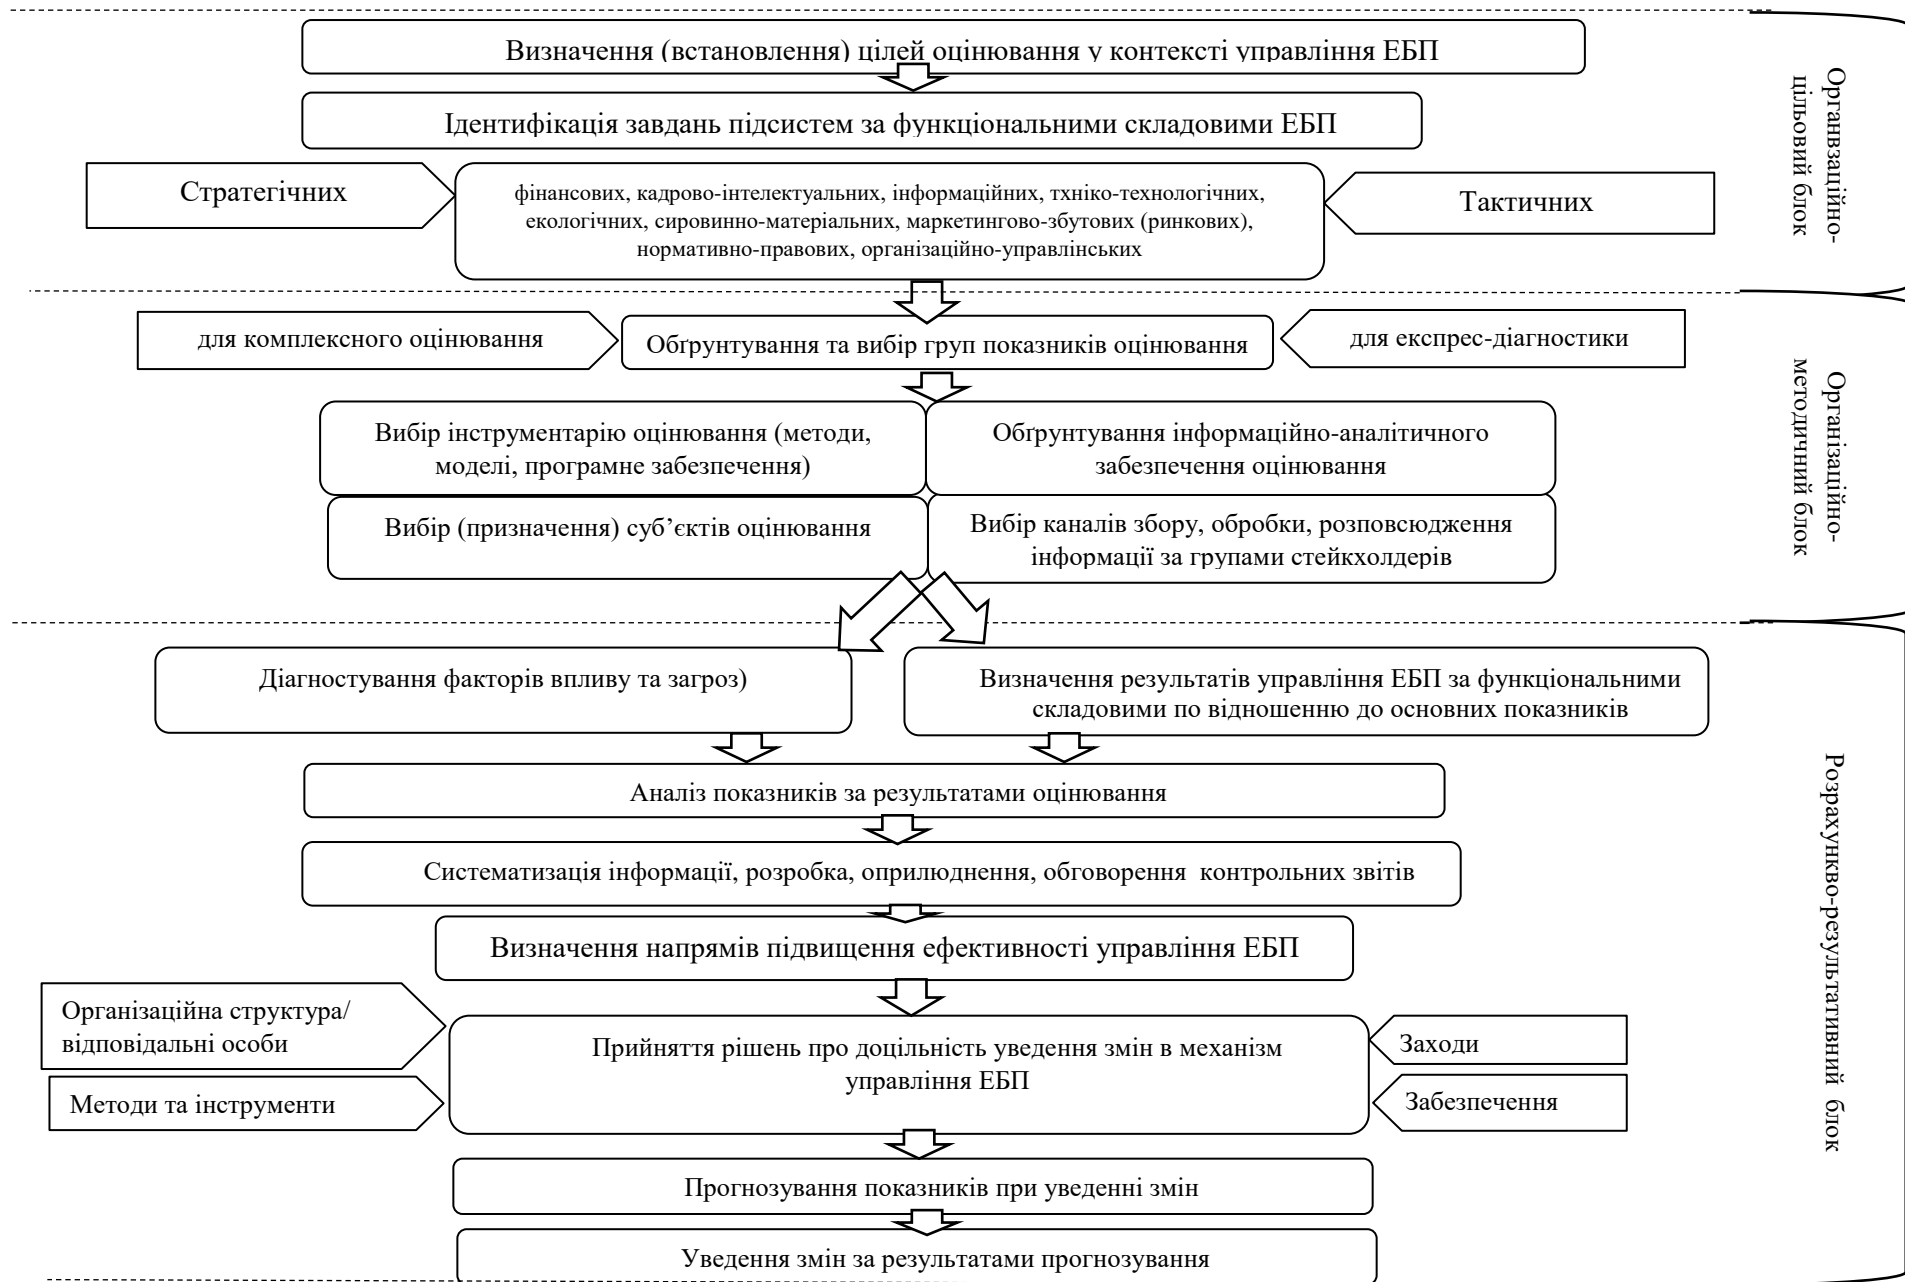 Визначення (встановлення) цілей оцінювання у контексті управління ЕБП
Ідентифікація завдань підсистем за функціональними складовими ЕБП
Стратегічних
фінансових, кадрово-інтелектуальних, інформаційних, тхніко-технологічних,
екологічних, сировинно-матеріальних, маркетингово-збутових (ринкових),
нормативно-правових, організаційно-управлінських
Тактичних
Органвзаційно-
цільовий блок
для комплексного оцінювання
Обґрунтування та вибір груп показників оцінювання
для експрес-діагностики
Вибір інструментарію оцінювання (методи,
моделі, програмне забезпечення)
Обґрунтування інформаційно-аналітичного
забезпечення оцінювання
Вибір (призначення) суб’єктів оцінювання
Вибір каналів збору, обробки, розповсюдження
інформації за групами стейкхолдерів
Організаційно-
методичний блок
Діагностування факторів впливу та загроз)
Визначення результатів управління ЕБП за функціональними
складовими по відношенню до основних показників
Аналіз показників за результатами оцінювання
Систематизація інформації, розробка, оприлюднення, обговорення контрольних звітів
Визначення напрямів підвищення ефективності управління ЕБП
Організаційна структура/
відповідальні особи
Методи та інструменти
Прийняття рішень про доцільність уведення змін в механізм
управління ЕБП
Заходи
Забезпечення
Прогнозування показників при уведенні змін
Уведення змін за результатами прогнозування
Розрахункво-результативний блок